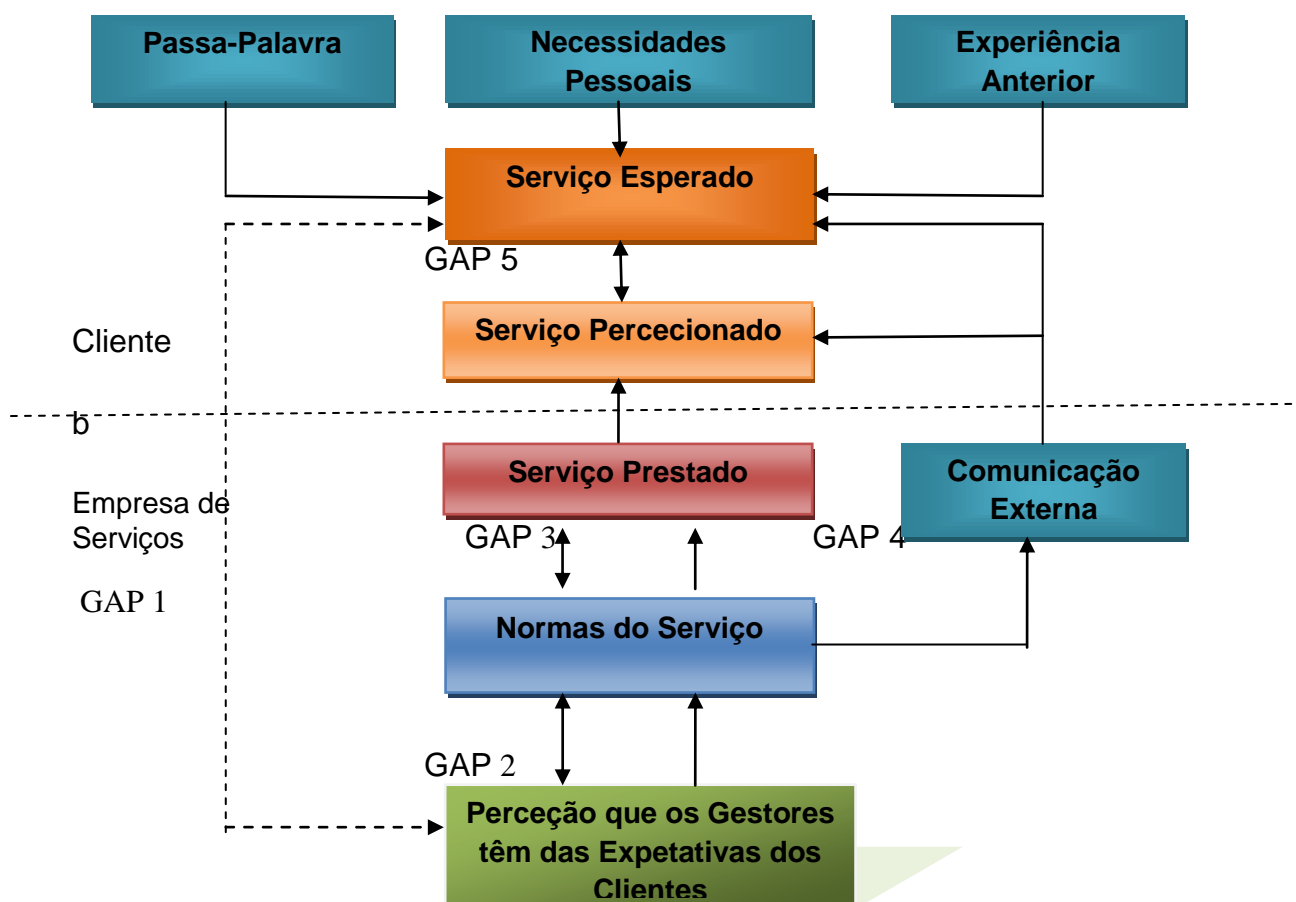 Passa-Palavra
Necessidades
Pessoais
Experiência
Anterior
Serviço Esperado
GAP 5
Serviço Percecionado
Cliente
b
Serviço Prestado
Comunicação
Externa
Empresa de
Serviços
GAP 3
GAP 4
GAP 1
Normas do Serviço
GAP 2
Perceção que os Gestores
têm das Expetativas dos
Clientes